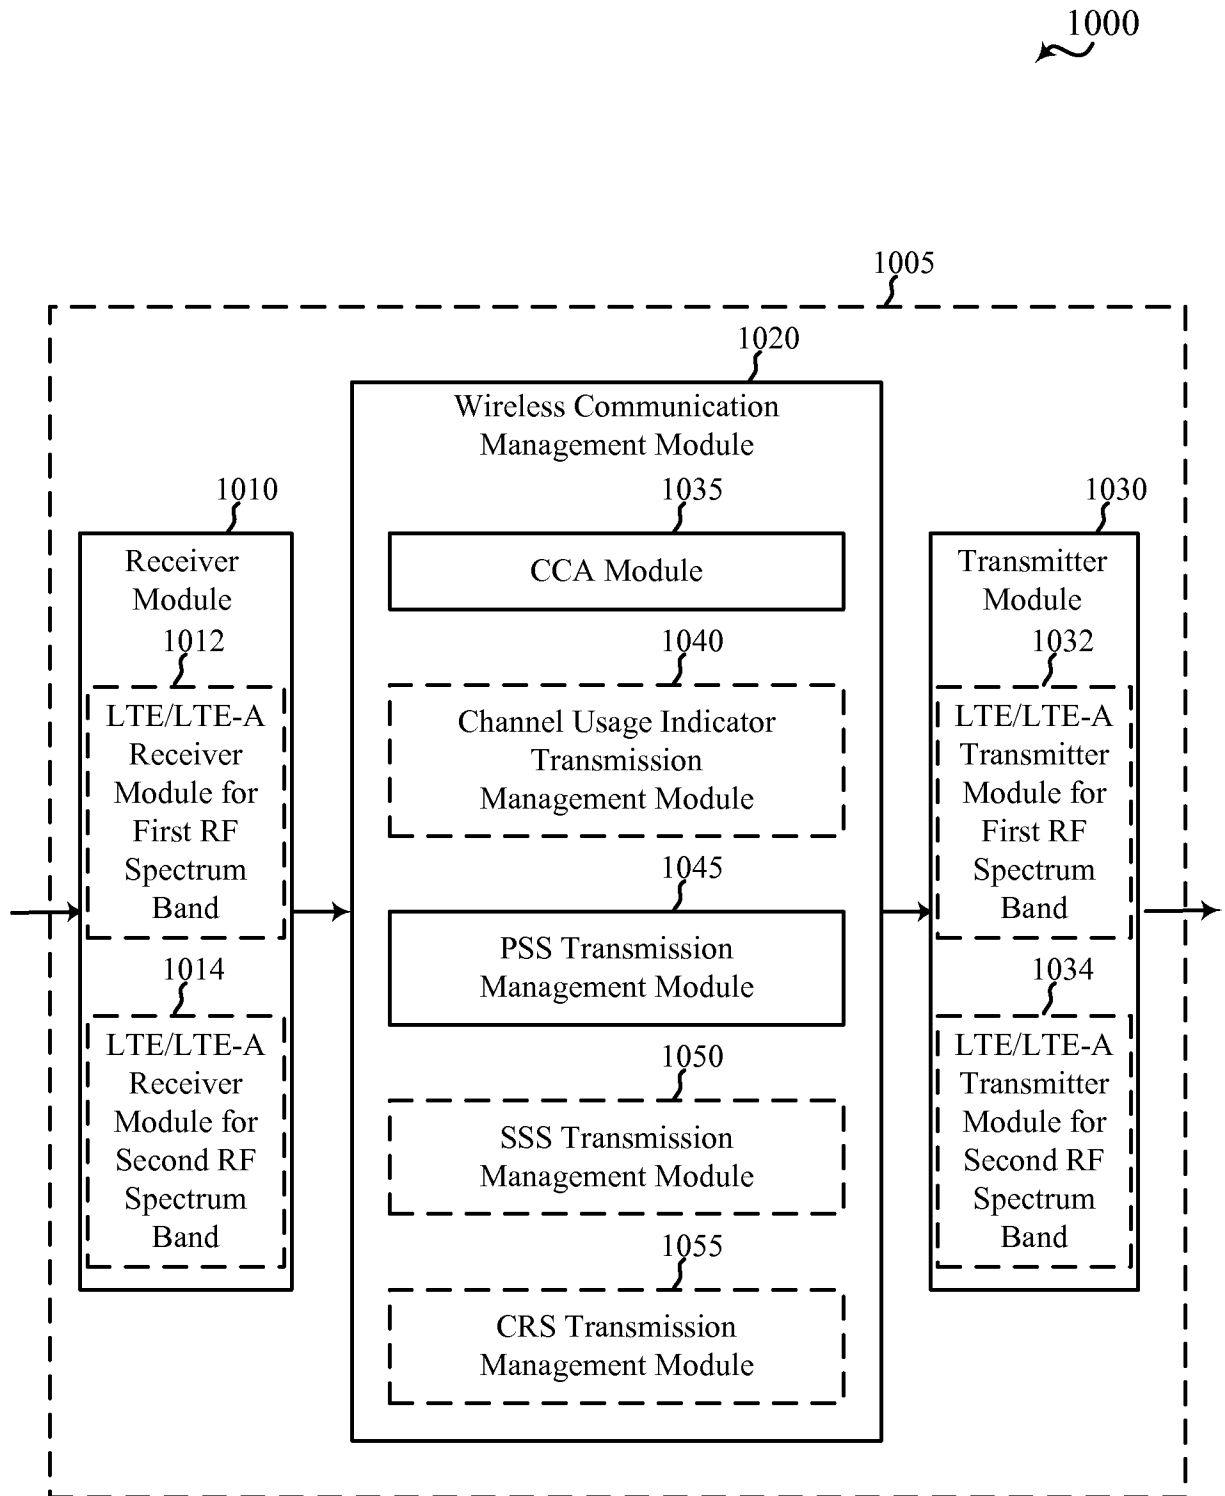 1000
1005
1020
Wireless Communication
Management Module
1010
Receiver
Module
1012
LTE/LTE-A
Receiver
Module for
First RF
Spectrum
Band
1014
LTE/LTE-A
Receiver
Module for
Second RF
Spectrum
Band
1035
CCA Module
1040
Channel Usage Indicator
Transmission
Management Module
1045
PSS Transmission
Management Module
1050
SSS Transmission
Management Module
1055
CRS Transmission
Management Module
1030
Transmitter
Module
1032
LTE/LTE-A
Transmitter
Module for
First RF
Spectrum
Band
1034
LTE/LTE-A
Transmitter
Module for
Second RF
Spectrum
Band